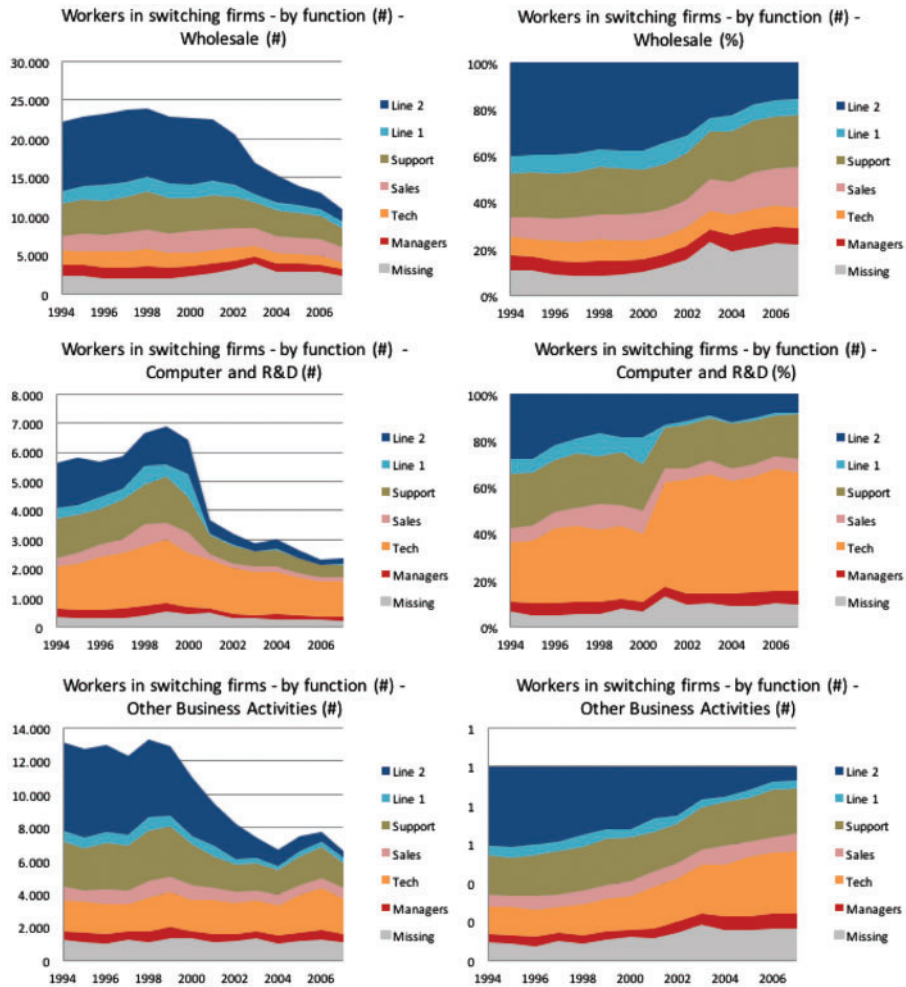 Workers in switching firms - by function (#) -
Wholesale (#)
30.000
25.000
20.000
15.000
10.000
5.000
0
1994 1996 1998 2000 2002 2004 2006
Line 2
Line 1
Support
Sales
Tech
Managers
Missing
Workers in switching firms - by function (#) -
Wholesale (%)
100%
80%
60%
40%
20%
0%
1994 1996 1998 2000 2002 2004 2006
Line 2
Line 1
Support
Sales
Tech
Managers
Missing
Workers in switching firms - by function (#) -
Computer and R&D (#)
8.000
7.000
6.000
5.000
4.000
3.000
2.000
1.000
0
1994 1996 1998 2000 2002 2004 2006
Line 2
Line 1
Support
Sales
Tech
Managers
Missing
Workers in switching firms - by function (#) -
Computer and R&D (%)
100%
80%
60%
40%
20%
0%
1994 1996 1998 2000 2002 2004 2006
Line 2
Line 1
Support
Sales
Tech
Managers
Missing
Workers in switching firms - by function (#) -
Other Business Activities (#)
14.000
12.000
10.000
8.000
6.000
4.000
2.000
0
1994 1996 1998 2000 2002 2004 2006
Line 2
Line 1
Support
Sales
Tech
Managers
Missing
Workers in switching firms - by function (#) -
Other Business Activities (#)
1
1
1
1
0
0
0
1994 1996 1998 2000 2002 2004 2006
Line 2
Line 1
Support
Sales
Tech
Managers
Missing